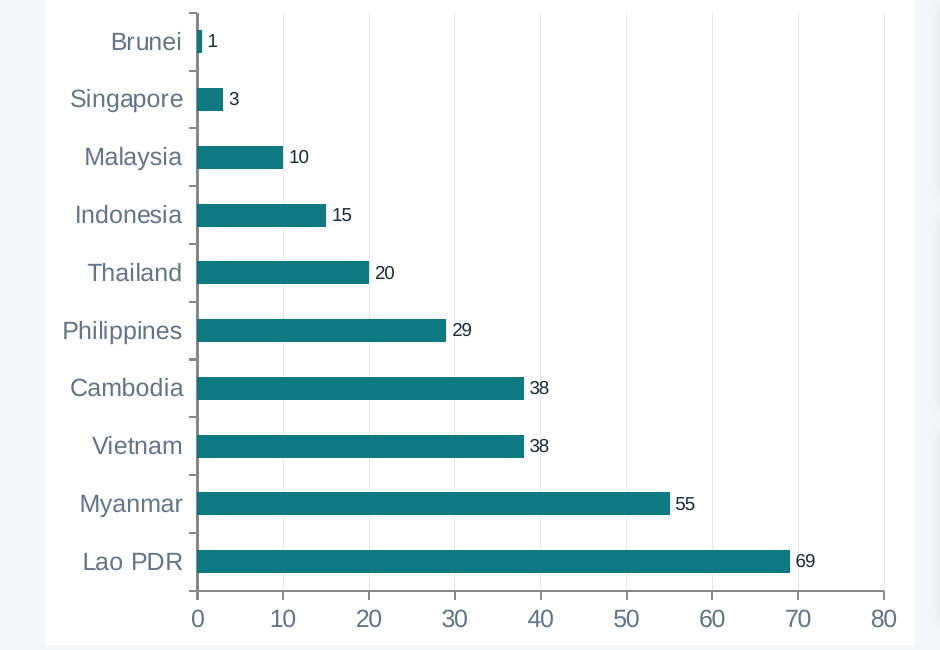 Brunei 1
Singapore 3
Malaysia 10
Indonesia 15
Thailand 20
Philippines 29
Cambodia 38
Vietnam 38
Myanmar 55
Lao PDR 69
0 10 20 30 40 50 60 70 80